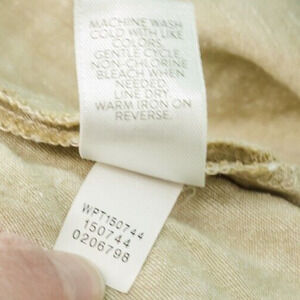 MACHINE WASH
COLD WITH LIKE
COLORS.
GENTLE CYCLE.
NON-CHLORINE
BLEACH WHEN
NEEDED.
LINE DRY.
WARM IRON ON
REVERSE.
WPT150744
150744
0206798